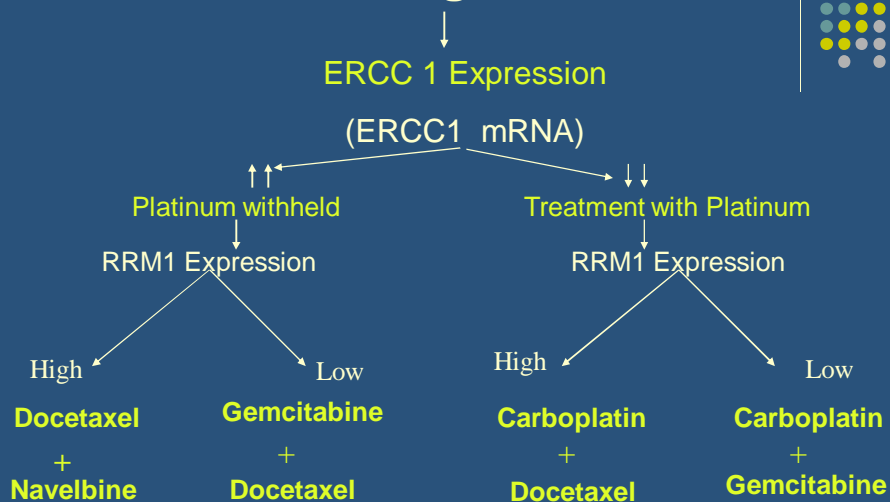 ERCC 1 Expression
(ERCC1 mRNA)
↑↑ ↓↓
Platinum withheld Treatment with Platinum
RRM1 Expression RRM1 Expression
High Low High Low
Docetaxel Gemcitabine Carboplatin Carboplatin
+ + + +
Navelbine Docetaxel Docetaxel Gemcitabine